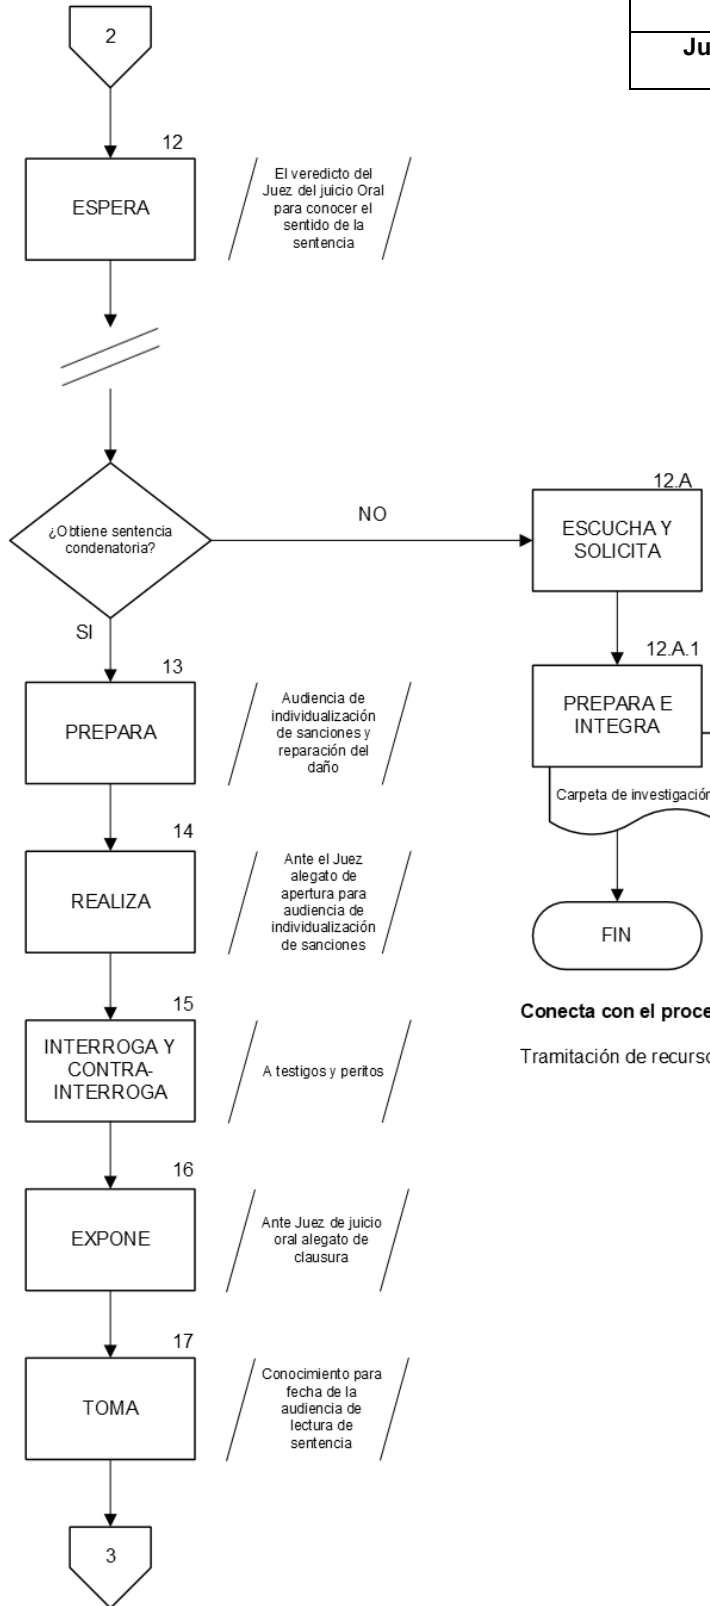 2
Ju
12
ESPERA
El veredicto del
Juez del juicio Oral
para conocer el
sentido de la
sentencia
¿Obtiene sentencia
condenatoria?
NO
SI
12.A
ESCUCHA Y
SOLICITA
12.A.1
PREPARA E
INTEGRA
Carpeta de investigación
FIN
Conecta con el proce
Tramitación de recurso
13
PREPARA
Audiencia de
individualización
de sanciones y
reparación del
daño
14
REALIZA
Ante el Juez
alegato de
apertura para
audiencia de
individualización
de sanciones
15
INTERROGA Y
CONTRA-
INTERROGA
A testigos y peritos
16
EXPONE
Ante Juez de juicio
oral alegato de
clausura
17
TOMA
Conocimiento para
fecha de la
audiencia de
lectura de
sentencia
3